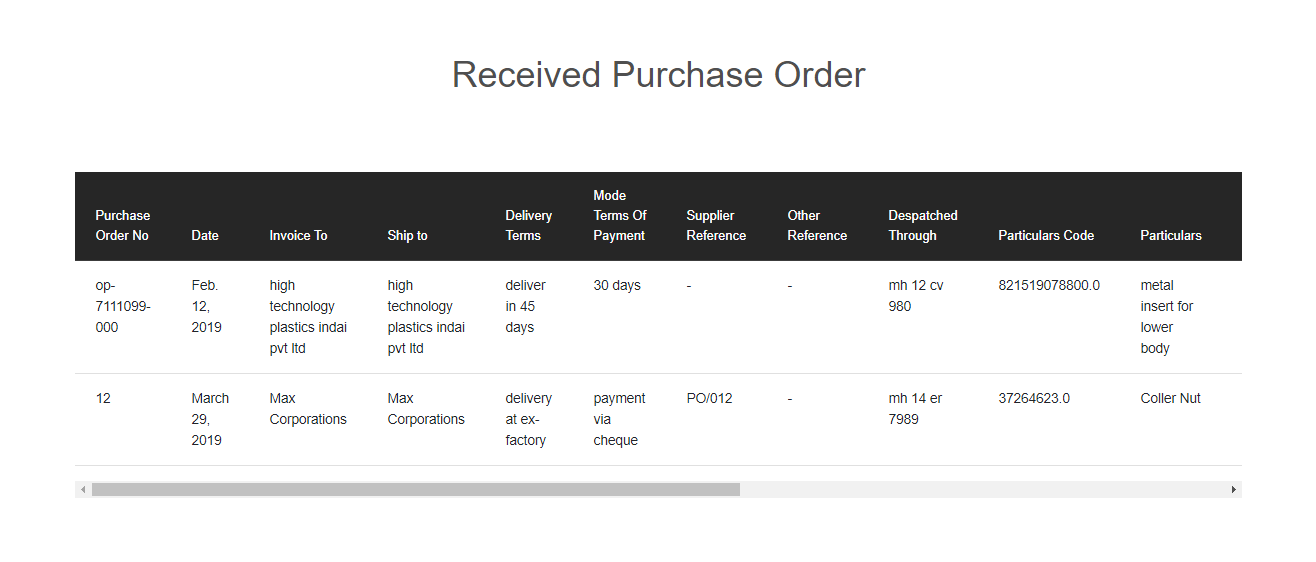 Received Purchase Order
Purchase Order No
Date
Invoice To
Ship to
Delivery Terms
Mode Terms Of Payment
Supplier Reference
Other Reference
Despatched Through
Particulars Code
Particulars
op-7111099-000
Feb. 12, 2019
high technology plastics indai pvt ltd
high technology plastics indai pvt ltd
deliver in 45 days
30 days
-
-
mh 12 cv 980
821519078800.0
metal insert for lower body
12
March 29, 2019
Max Corporations
Max Corporations
delivery at ex-factory
payment via cheque
PO/012
-
mh 14 er 7989
37264623.0
Coller Nut